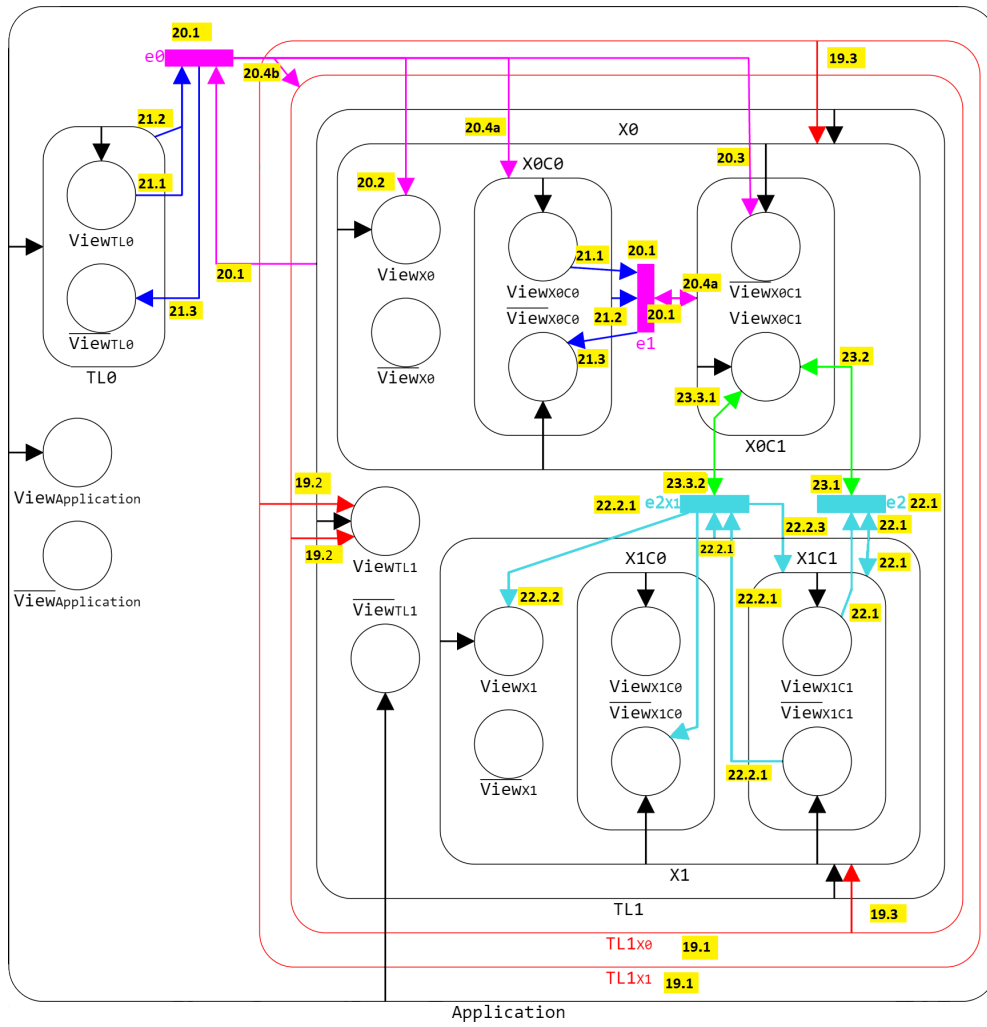 20.1
e0
20.4b
19.3
21.2
20.4a
X0
20.3
X0C0
20.2
21.1
ViewTL0
ViewX0
21.1
20.1
20.1
20.4a
ViewX0C0
ViewX0C1
21.3
ViewX0C0
21.2
20.1
ViewX0C1
ViewTL0
e1
TL0
ViewX0
21.3
23.2
23.3.1
X0C1
19.2
23.3.2
23.1
ViewApplication
22.2.1
e2X1
e2
22.1
22.2.3
22.1
19.2
22.2.1
ViewTL1
X1C0
X1C1
22.1
ViewApplication
22.2.2
22.2.1
ViewTL1
22.1
ViewX1
ViewX1C0
ViewX1C1
ViewX1C0
ViewX1C1
22.2.1
ViewX1
X1
TL1
19.3
TL1X0
19.1
TL1X1
19.1
Application